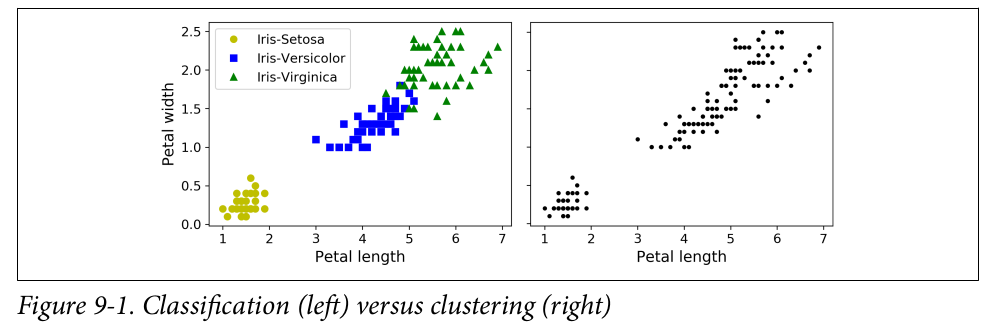 2.5
2.0
1.5
1.0
0.5
0.0
Petal width
Iris-Setosa
Iris-Versicolor
Iris-Virginica
1 2 3 4 5 6 7
Petal length
1 2 3 4 5 6 7
Petal length
Figure 9-1. Classification (left) versus clustering (right)